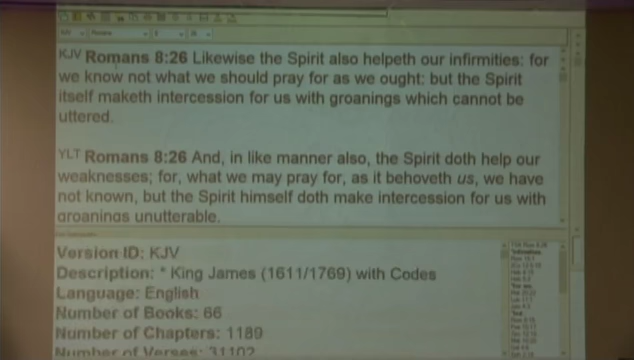 KJV Romans 8:26 Likewise the Spirit also helpeth our infirmities: for
we know not what we should pray for as we ought: but the Spirit
itself maketh intercession for us with groanings which cannot be
uttered.
YLT Romans 8:26 And, in like manner also, the Spirit doth help our
weaknesses; for, what we may pray for, as it behoveth us, we have
not known, but the Spirit himself doth make intercession for us with
groanings unutterable.
Version ID: KJV
Description: * King James (1611/1769) with Codes
Language: English
Number of Books: 66
Number of Chapters: 1189
Number of Verses: 31102